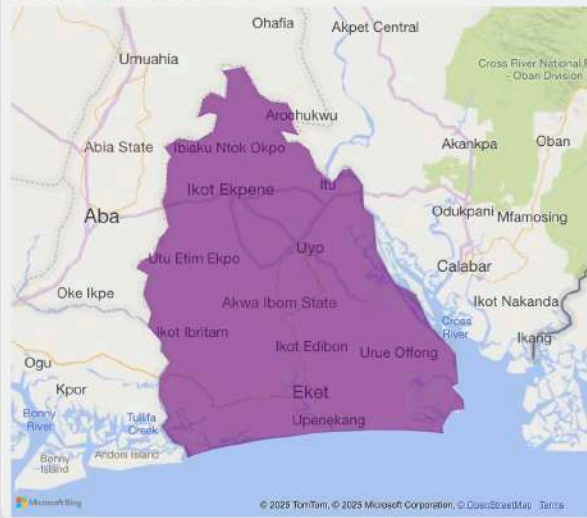 Ohafia
Akpet Central
Umuahia
Cross River National
- Oban Division
Arochukwu
Abia State
Ibiaku Ntok Okpo
Akankpa
Oban
Ikot Ekpene
Itu
Aba
Odukpani
Mfamosing
Uyo
Utu Etim Ekpo
Calabar
Oke Ikpe
Akwa Ibom State
Ikot Nakanda
Cross
River
Ikot Ibritam
Ikot Edibon
Urue Offong
Ikang
Ogu
Kpor
Eket
Bonny
River
Tullifa
Creek
Upenekang
Bonny
Island
Andoni Island
Microsoft Bing
© 2025 TomTom, © 2025 Microsoft Corporation, © OpenStreetMap Terms